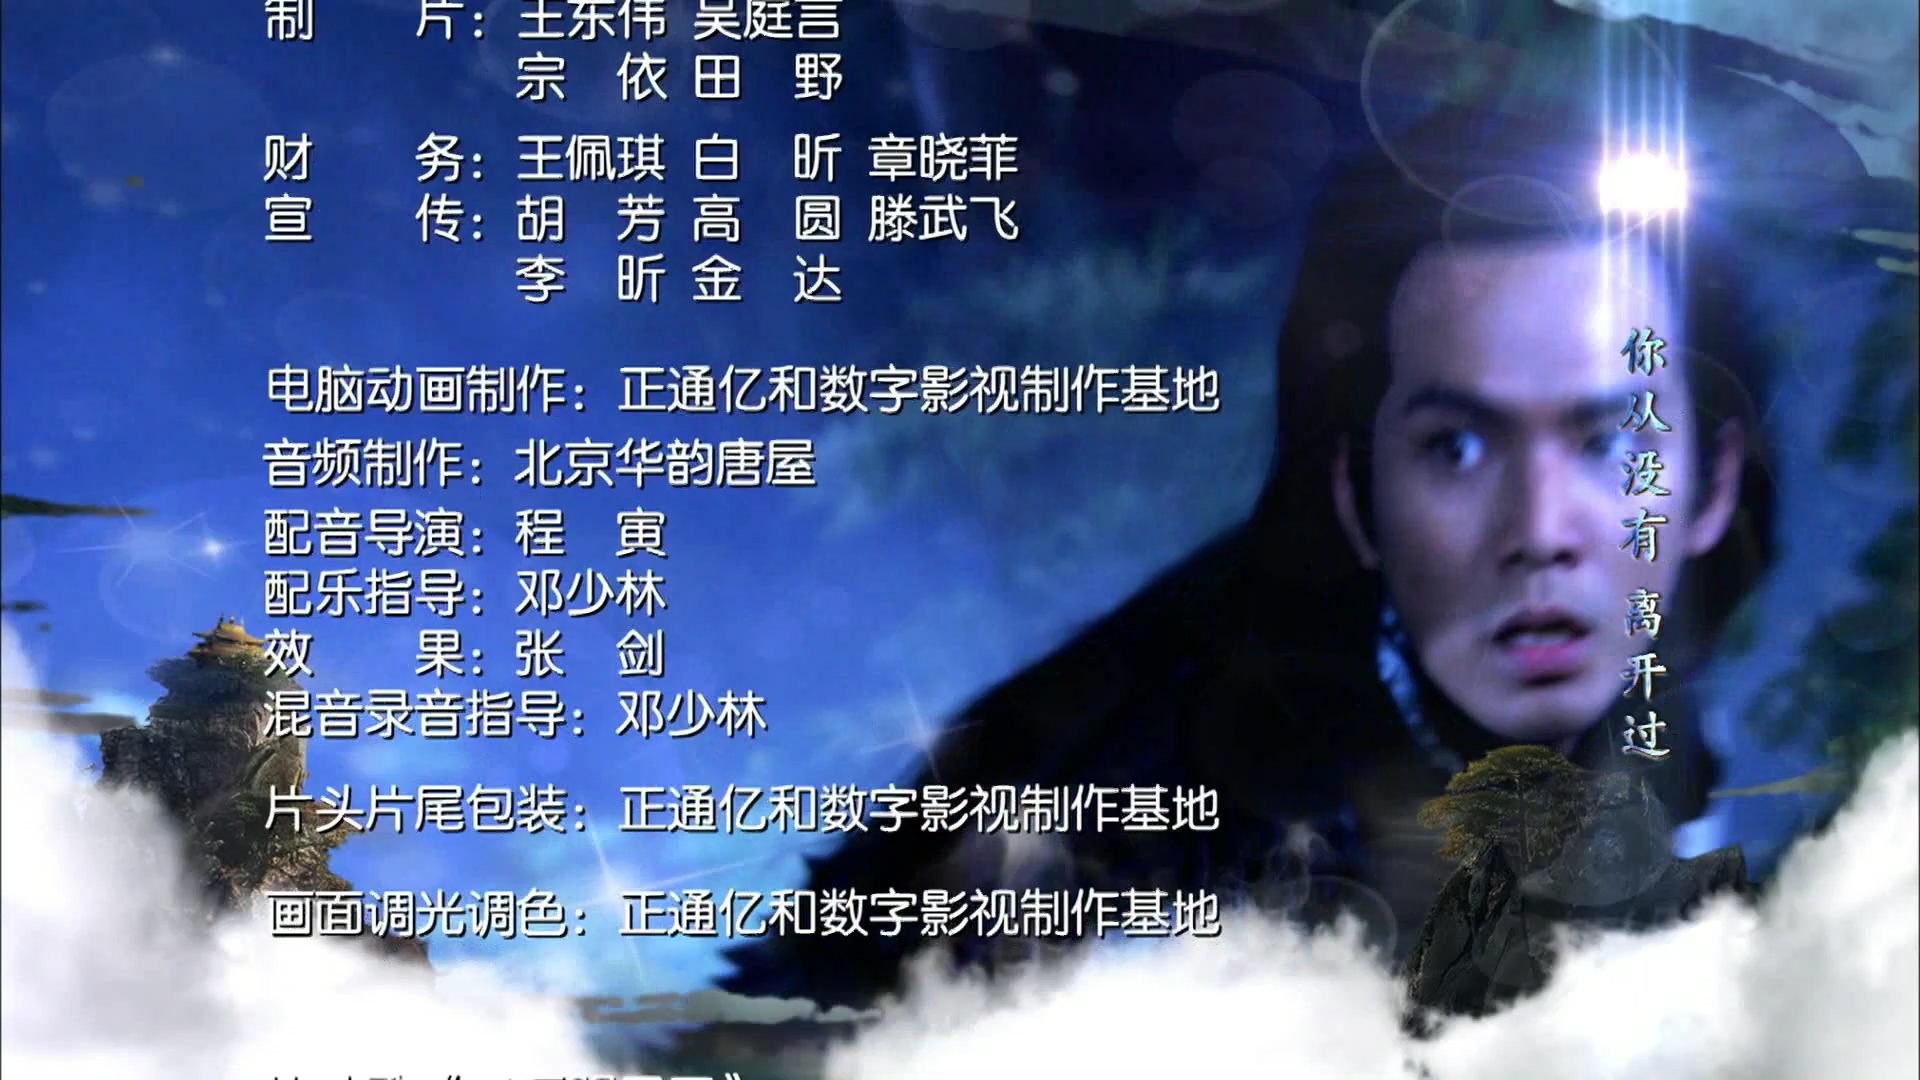 制　　片：王东伟 吴庭言
宗　依 田　野
财　　务：王佩琪 白　昕 章晓菲
宣　　传：胡　芳 高　圆 滕武飞
李　昕 金　达
电脑动画制作：正通亿和数字影视制作基地
音频制作：北京华韵唐屋
配音导演：程　寅
配乐指导：邓少林
效　　果：张　剑
混音录音指导：邓少林
片头片尾包装：正通亿和数字影视制作基地
画面调光调色：正通亿和数字影视制作基地
你从没有 离开过